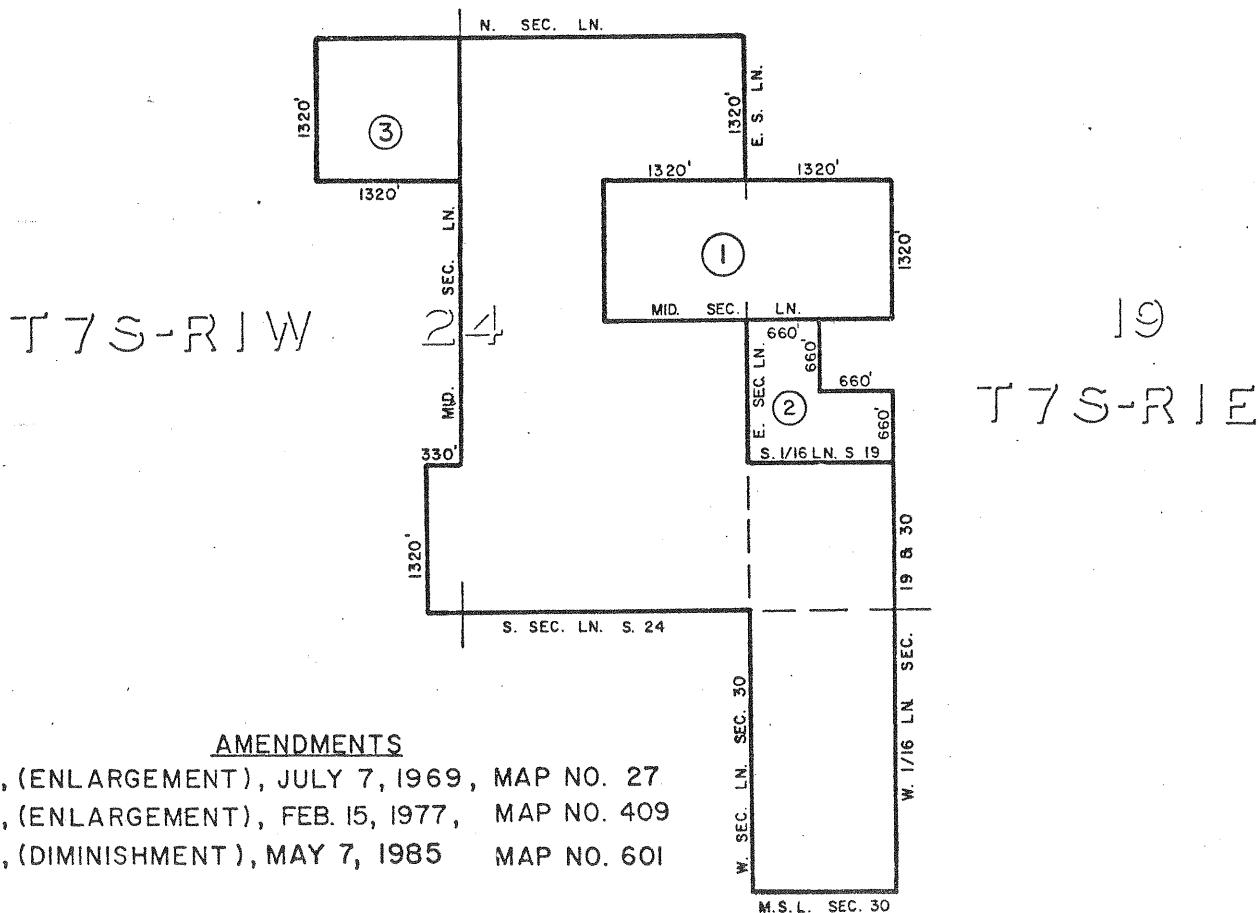 N. SEC. LN.
1320'
③
1320'
1320'
E. S. LN.
1320'
1320'
①
1320'
MID. SEC. LN.
MID. SEC. LN.
T7S-R1W
24
19
T7S-R1E
660'
660'
660'
660'
E. SEC. LN.
②
S. 1/16 LN. S 19
330'
1320'
S. SEC. LN. S. 24
W. SEC. LN. SEC. 30
W. 1/16 LN SEC. 19 & 30
M.S.L. SEC. 30
AMENDMENTS
, (ENLARGEMENT), JULY 7, 1969, MAP NO. 27
, (ENLARGEMENT), FEB. 15, 1977, MAP NO. 409
, (DIMINISHMENT), MAY 7, 1985 MAP NO. 601